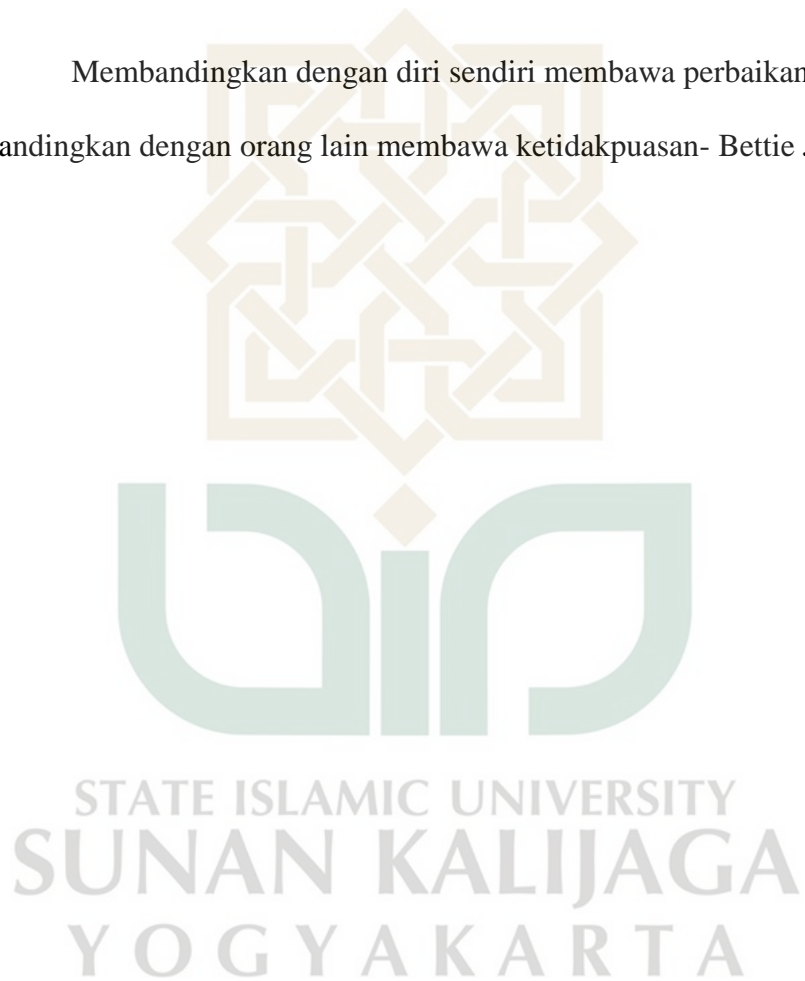 Membandingkan dengan diri sendiri membawa perbaikan
andingkan dengan orang lain membawa ketidakpuasan- Bettie
STATE ISLAMIC UNIVERSITY
SUNAN KALIJAGA
YOGYAKARTA